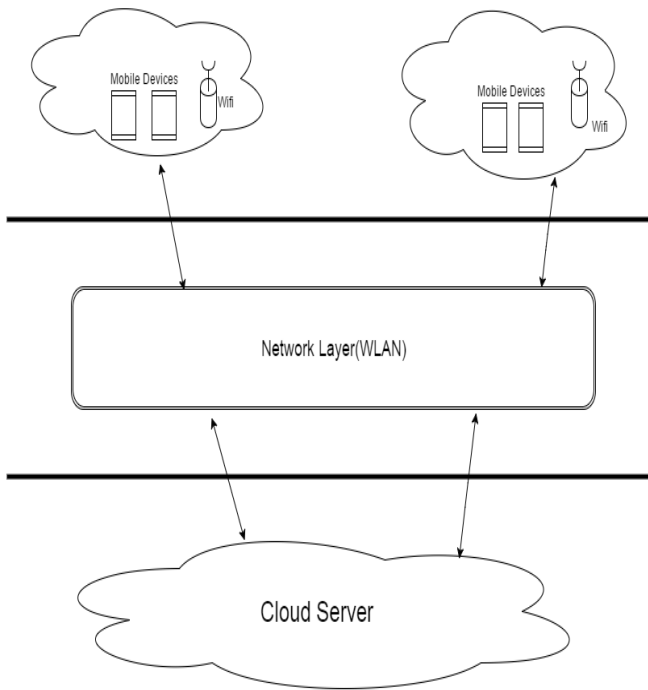 Mobile Devices
Wifi
Mobile Devices
Wifi
Network Layer(WLAN)
Cloud Server